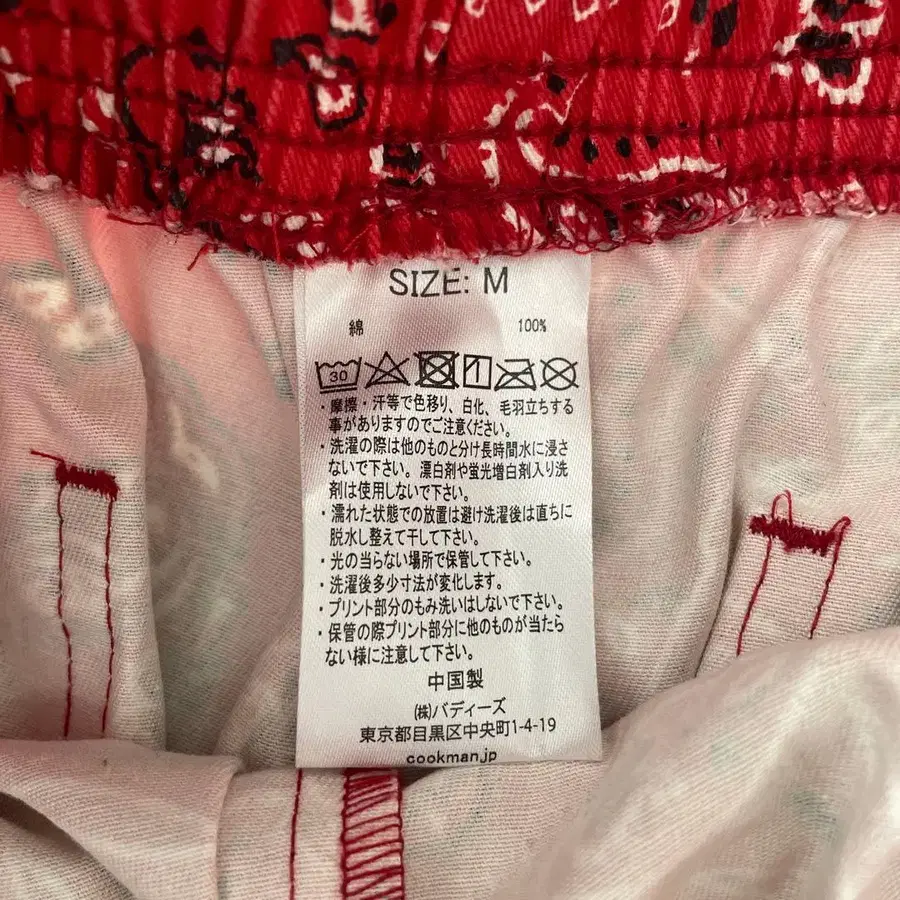 SIZE: M
綿 100%
30
・摩擦・汗等で色移り、白化、毛羽立ちする
事がありますのでご注意ください。
・洗濯の際は他のものと分け長時間水に浸さ
ないで下さい。漂白剤や蛍光増白剤入り洗
剤は使用しないで下さい。
・濡れた状態での放置は避け洗濯後は直ちに
脱水し整えて干して下さい。
・光の当らない場所で保管して下さい。
・洗濯後多少寸法が変化します。
・プリント部分のもみ洗いはしないで下さい。
・保管の際プリント部分に他のものが当たら
ない様に注意して下さい。
中国製
(株)バディーズ
東京都目黒区中央町1-4-19
cookman.jp